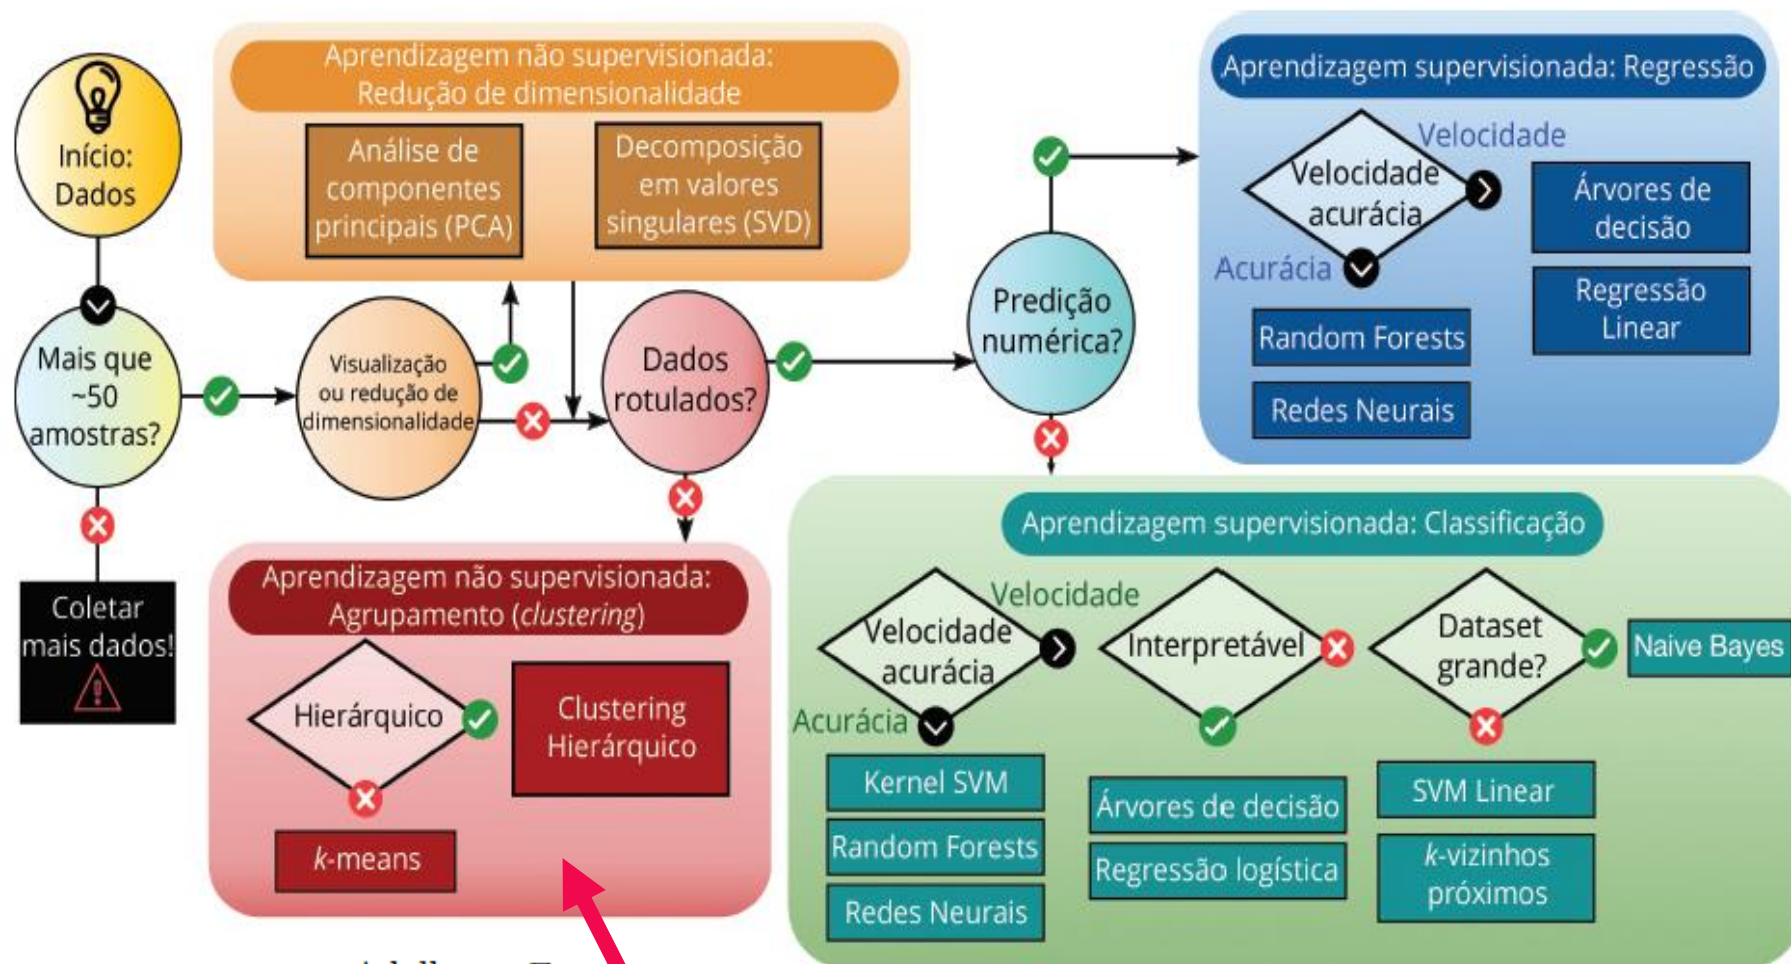 Início:
Dados
Mais que
~50
amostras?
Coletar
mais dados!
Aprendizagem não supervisionada:
Redução de dimensionalidade
Análise de
componentes
principais (PCA)
Decomposição
em valores
singulares (SVD)
Visualização
ou redução de
dimensionalidade
Dados
rotulados?
Predição
numérica?
Aprendizagem supervisionada: Regressão
Velocidade
acurácia
Velocidade
Acurácia
Árvores de
decisão
Regressão
Linear
Random Forests
Redes Neurais
Aprendizagem não supervisionada:
Agrupamento (clustering)
Hierárquico
Clustering
Hierárquico
k-means
Aprendizagem supervisionada: Classificação
Velocidade
acurácia
Velocidade
Acurácia
Kernel SVM
Random Forests
Redes Neurais
Interpretável
Árvores de decisão
Regressão logística
Dataset
grande?
Naive Bayes
SVM Linear
k-vizinhos
próximos